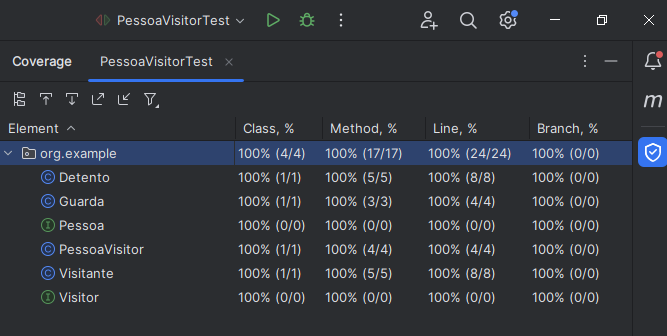 PessoaVisitorTest
Coverage PessoaVisitorTest
Element Class, % Method, % Line, % Branch, %
org.example 100% (4/4) 100% (17/17) 100% (24/24) 100% (0/0)
C Detento 100% (1/1) 100% (5/5) 100% (8/8) 100% (0/0)
C Guarda 100% (1/1) 100% (3/3) 100% (4/4) 100% (0/0)
I Pessoa 100% (0/0) 100% (0/0) 100% (0/0) 100% (0/0)
C PessoaVisitor 100% (1/1) 100% (4/4) 100% (4/4) 100% (0/0)
C Visitante 100% (1/1) 100% (5/5) 100% (8/8) 100% (0/0)
I Visitor 100% (0/0) 100% (0/0) 100% (0/0) 100% (0/0)
m